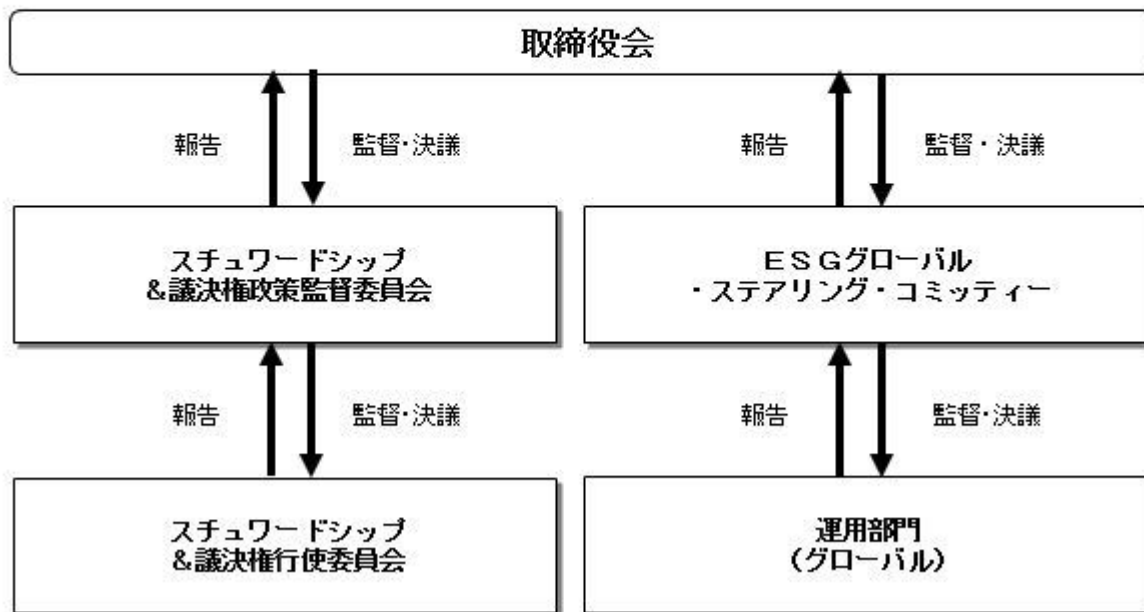 取締役会
報告
監督・決議
報告
監督・決議
スチュワードシップ
&議決権政策監督委員会
ESGグローバル
・ステアリング・コミッティー
報告
監督・決議
報告
監督・決議
スチュワードシップ
&議決権行使委員会
運用部門
(グローバル)